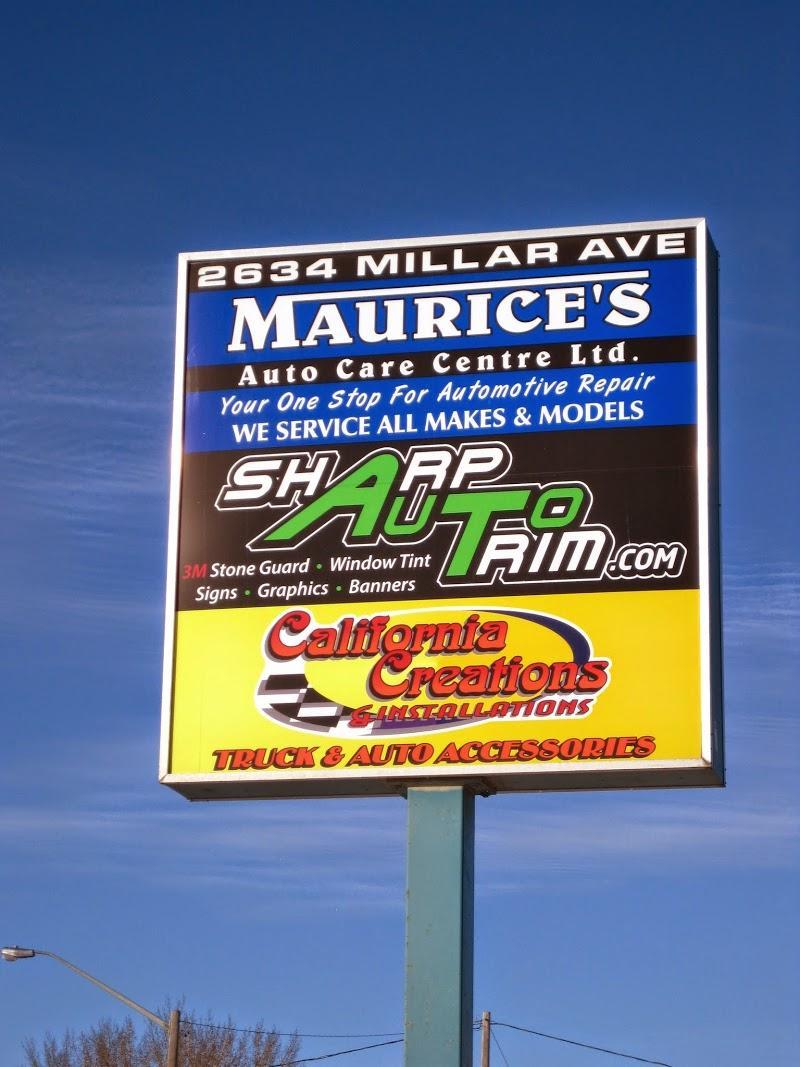 2634 MILLAR AVE
MAURICE'S
Auto Care Centre Ltd.
Your One Stop For Automotive Repair
WE SERVICE ALL MAKES & MODELS
SHARP
AUTO
TRIM.COM
3M Stone Guard • Window Tint
Signs • Graphics • Banners
California
Creations
& INSTALLATIONS
TRUCK & AUTO ACCESSORIES